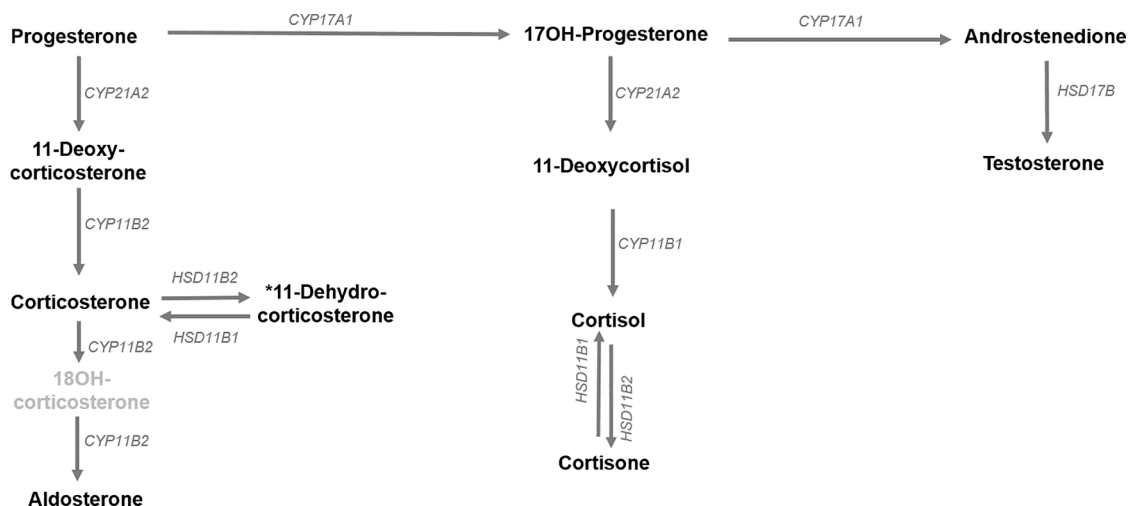 CYP17A1
CYP17A1
Progesterone
17OH-Progesterone
Androstenedione
CYP21A2
CYP21A2
HSD17B
11-Deoxy-
corticosterone
11-Deoxycortisol
Testosterone
CYP11B2
CYP11B1
HSD11B2
Corticosterone
*11-Dehydro-
corticosterone
HSD11B1
Cortisol
CYP11B2
18OH-
corticosterone
HSD11B1
HSD11B2
CYP11B2
Cortisone
Aldosterone